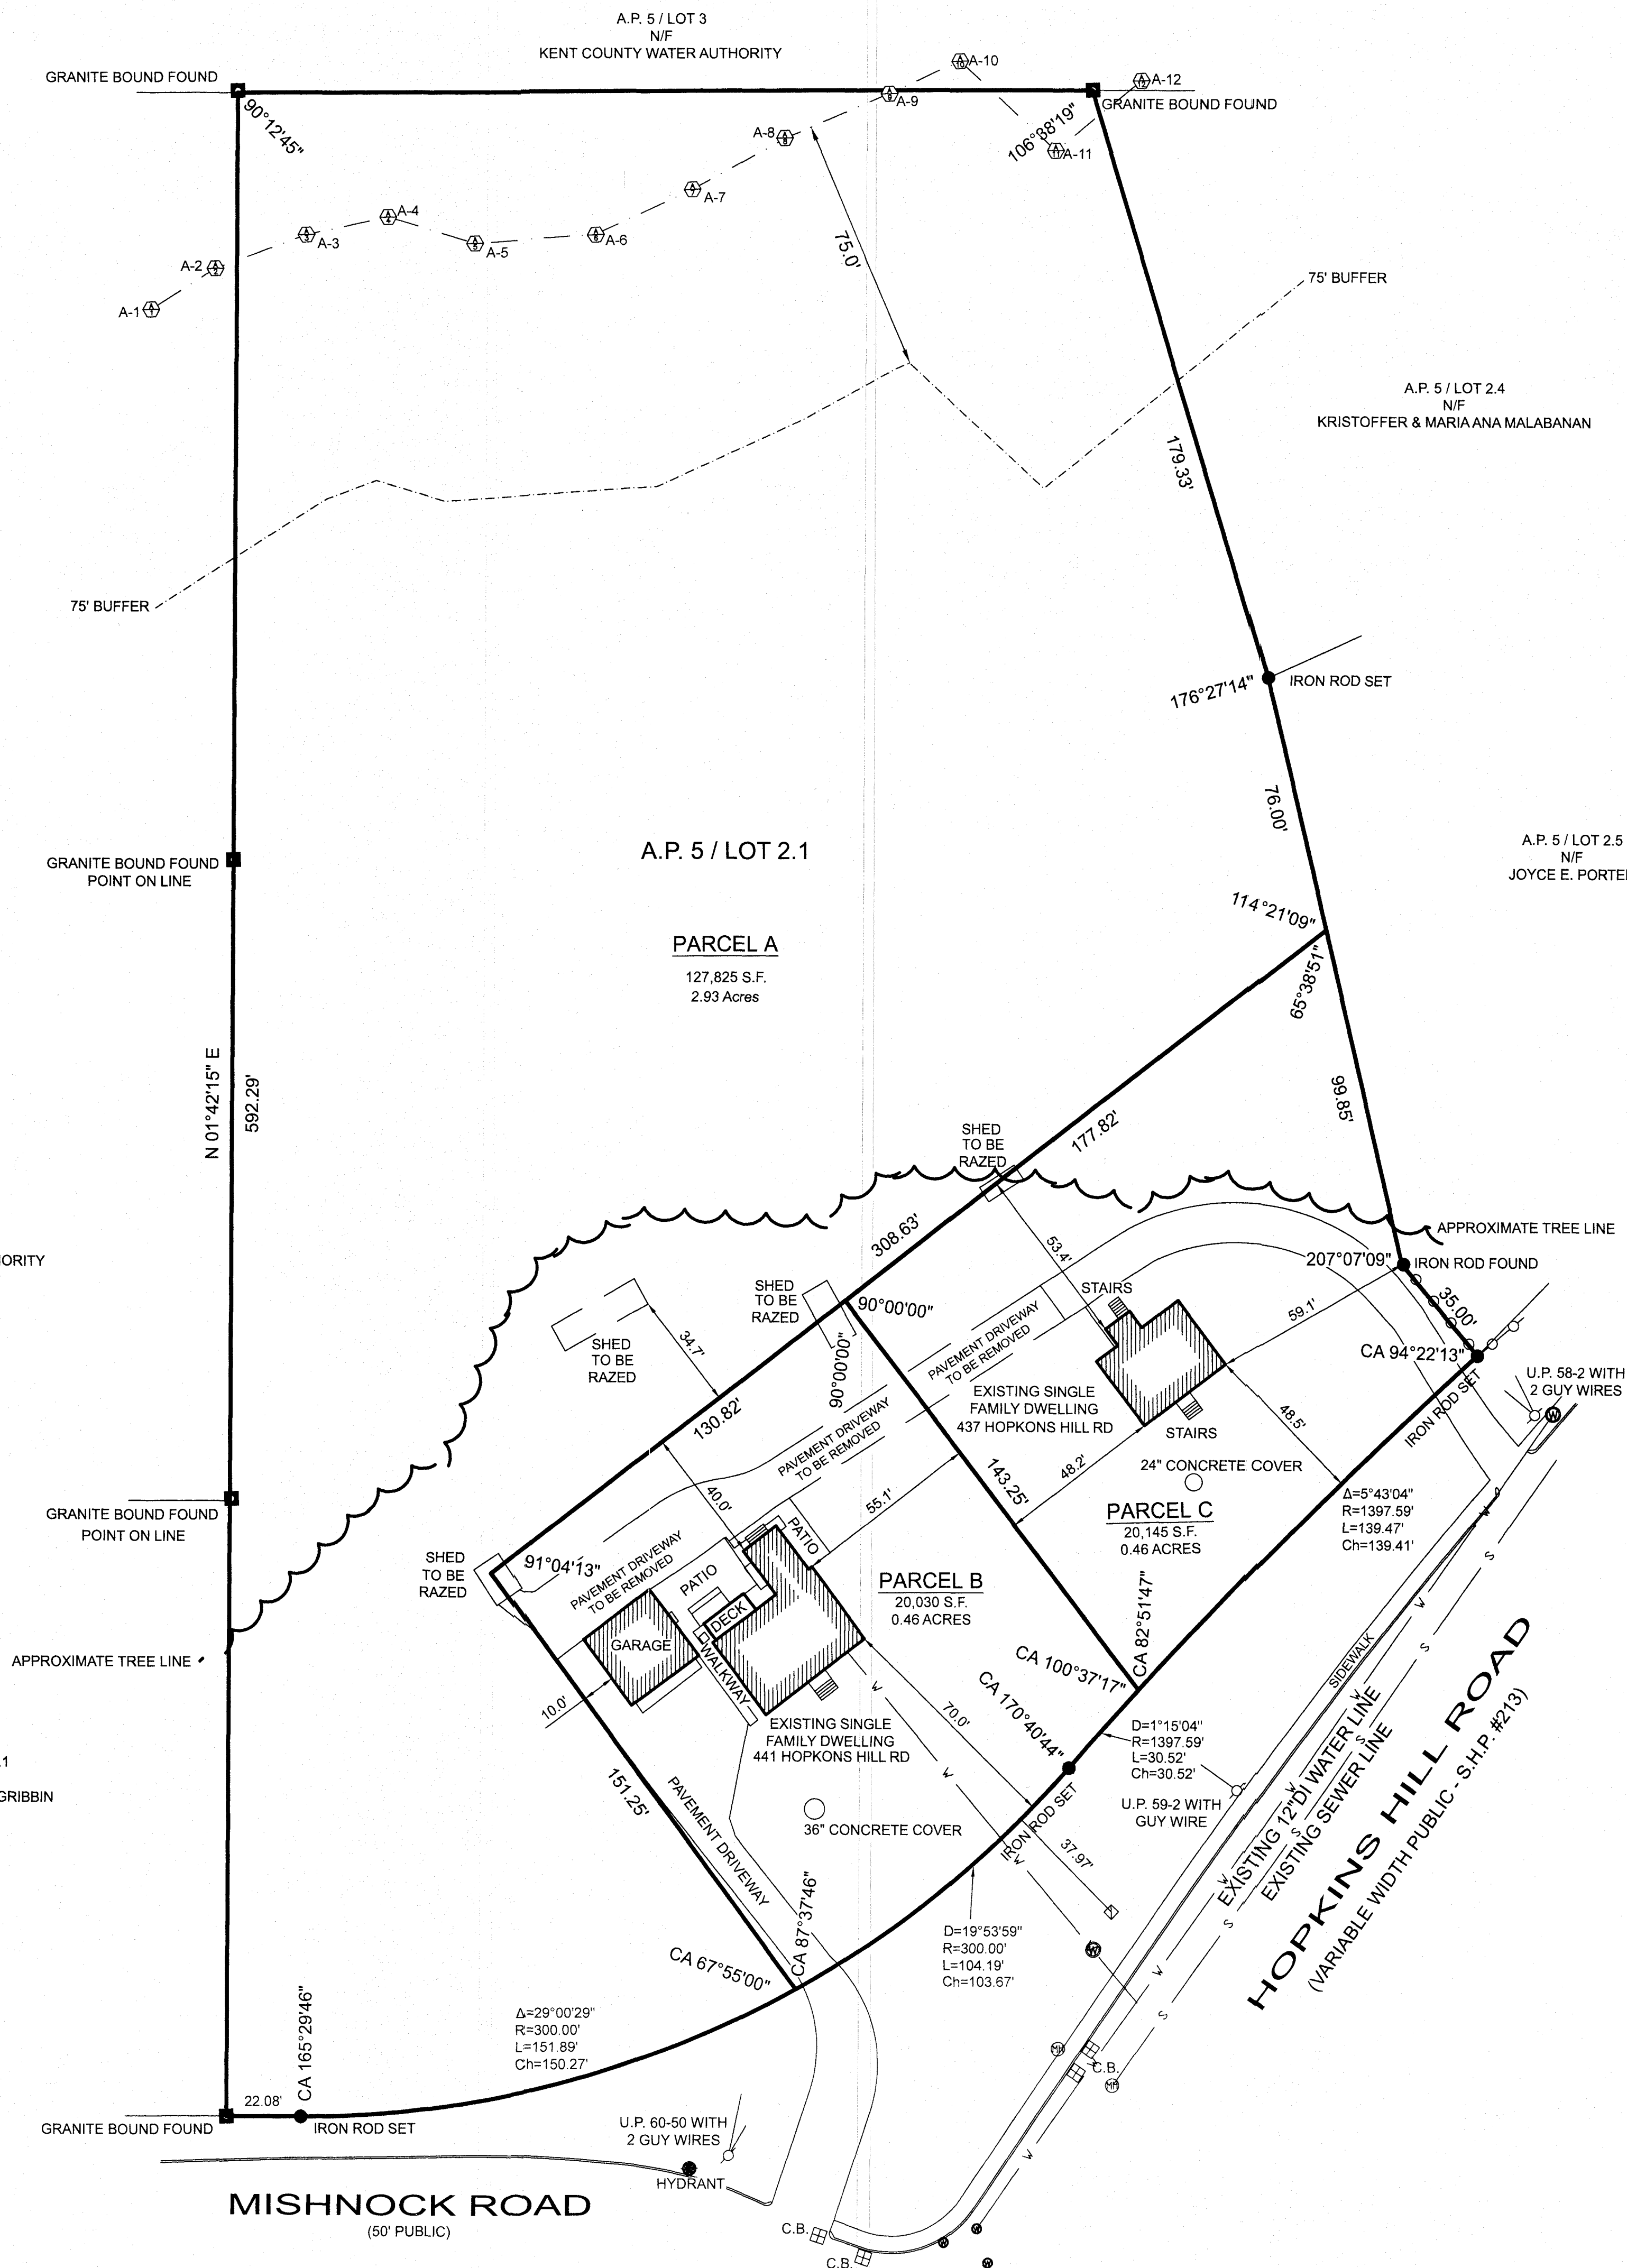 A.P. 5 / LOT 3
N/F
KENT COUNTY WATER AUTHORITY
GRANITE BOUND FOUND
A-10
A-12
A-9
GRANITE BOUND FOUND
90°12'45"
106°38'19"
A-8
A-11
A-7
A-4
A-3
A-5
A-6
A-2
A-1
75.0'
75' BUFFER
A.P. 5 / LOT 2.4
N/F
KRISTOFFER & MARIA ANA MALABANAN
179.33'
75' BUFFER
176°27'14"
IRON ROD SET
76.00'
A.P. 5 / LOT 2.1
A.P. 5 / LOT 2.5
N/F
JOYCE E. PORTE
GRANITE BOUND FOUND
POINT ON LINE
114°21'09"
PARCEL A
127,825 S.F.
2.93 Acres
65°38'51"
N 01°42'15" E
592.29'
99.85'
177.82'
SHED
TO BE
RAZED
308.63'
APPROXIMATE TREE LINE
ORITY
53.4'
207°07'09"
IRON ROD FOUND
SHED
TO BE
RAZED
90°00'00"
STAIRS
59.1'
35.00'
SHED
TO BE
RAZED
34.7'
90°00'00"
PAVEMENT DRIVEWAY
TO BE REMOVED
CA 94°22'13"
IRON ROD SET
U.P. 58-2 WITH
2 GUY WIRES
130.82'
PAVEMENT DRIVEWAY
TO BE REMOVED
EXISTING SINGLE
FAMILY DWELLING
437 HOPKONS HILL RD
STAIRS
48.5'
48.2'
143.25'
24" CONCRETE COVER
40.0'
55.1'
PARCEL C
20,145 S.F.
0.46 ACRES
Δ=5°43'04"
R=1397.59'
L=139.47'
Ch=139.41'
GRANITE BOUND FOUND
POINT ON LINE
SHED
TO BE
RAZED
91°04'13"
PAVEMENT DRIVEWAY
TO BE REMOVED
PATIO
PATIO
DECK
PARCEL B
20,030 S.F.
0.46 ACRES
CA 82°51'47"
GARAGE
WALKWAY
CA 100°37'17"
APPROXIMATE TREE LINE
SIDEWALK
W
S
10.0'
CA 170°40'44"
70.0'
EXISTING SINGLE
FAMILY DWELLING
441 HOPKONS HILL RD
D=1°15'04"
R=1397.59'
L=30.52'
Ch=30.52'
EXISTING 12"DI WATER LINE
EXISTING SEWER LINE
HOPKINS HILL ROAD
(VARIABLE WIDTH PUBLIC - S.H.P. #213)
1
GRIBBIN
151.25'
PAVEMENT DRIVEWAY
36" CONCRETE COVER
IRON ROD SET
U.P. 59-2 WITH
GUY WIRE
37.97'
CA 87°37'46"
CA 67°55'00"
D=19°53'59"
R=300.00'
L=104.19'
Ch=103.67'
CA 165°29'46"
Δ=29°00'29"
R=300.00'
L=151.89'
Ch=150.27'
MH
C.B.
MH
22.08'
GRANITE BOUND FOUND
IRON ROD SET
U.P. 60-50 WITH
2 GUY WIRES
HYDRANT
MISHNOCK ROAD
(50' PUBLIC)
C.B.
C.B.